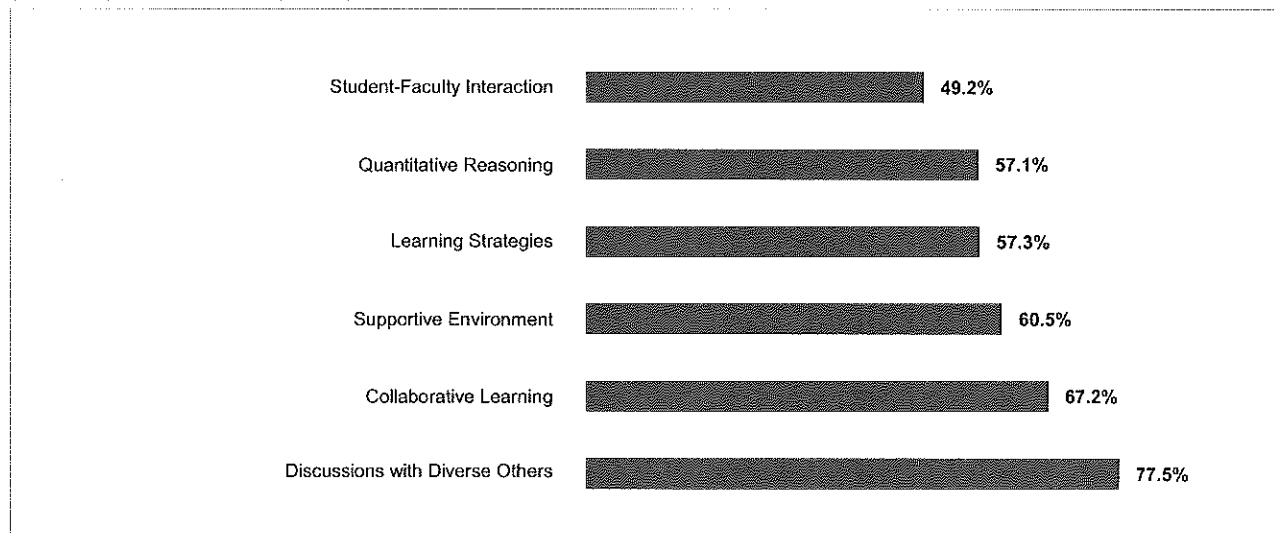 Student-Faculty Interaction 49.2%
Quantitative Reasoning 57.1%
Learning Strategies 57.3%
Supportive Environment 60.5%
Collaborative Learning 67.2%
Discussions with Diverse Others 77.5%